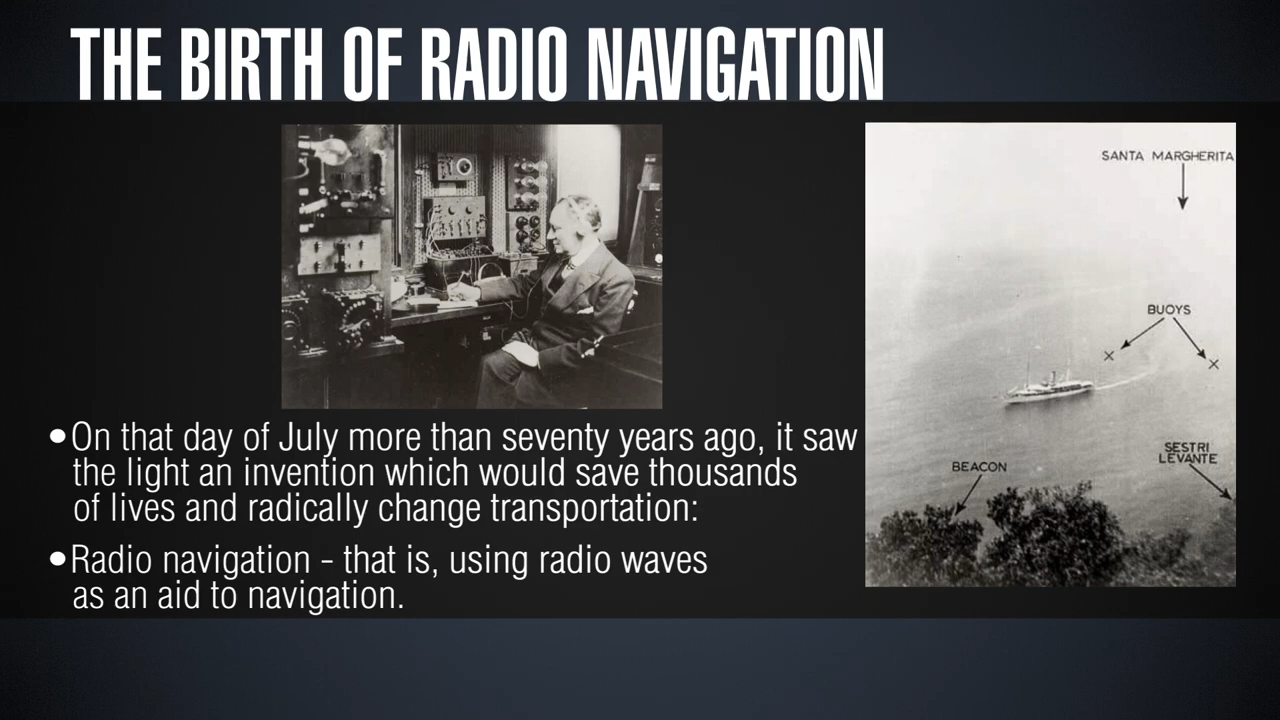 THE BIRTH OF RADIO NAVIGATION
•On that day of July more than seventy years ago, it saw
the light an invention which would save thousands
of lives and radically change transportation:
•Radio navigation - that is, using radio waves
as an aid to navigation.
SANTA MARGHERITA
BUOYS
SESTRI
LEVANTE
BEACON